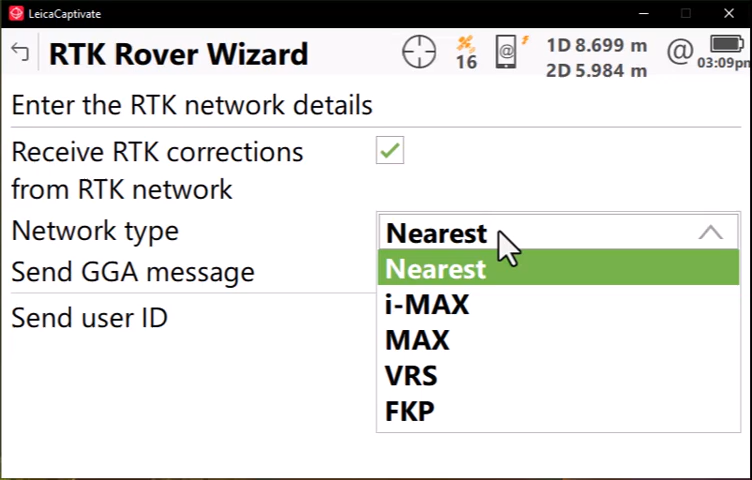 LeicaCaptivate
RTK Rover Wizard
16
@
1D 8.699 m
2D 5.984 m
@
03:09pm
Enter the RTK network details
Receive RTK corrections
from RTK network
Network type
Nearest
Send GGA message
Nearest
i-MAX
Send user ID
MAX
VRS
FKP